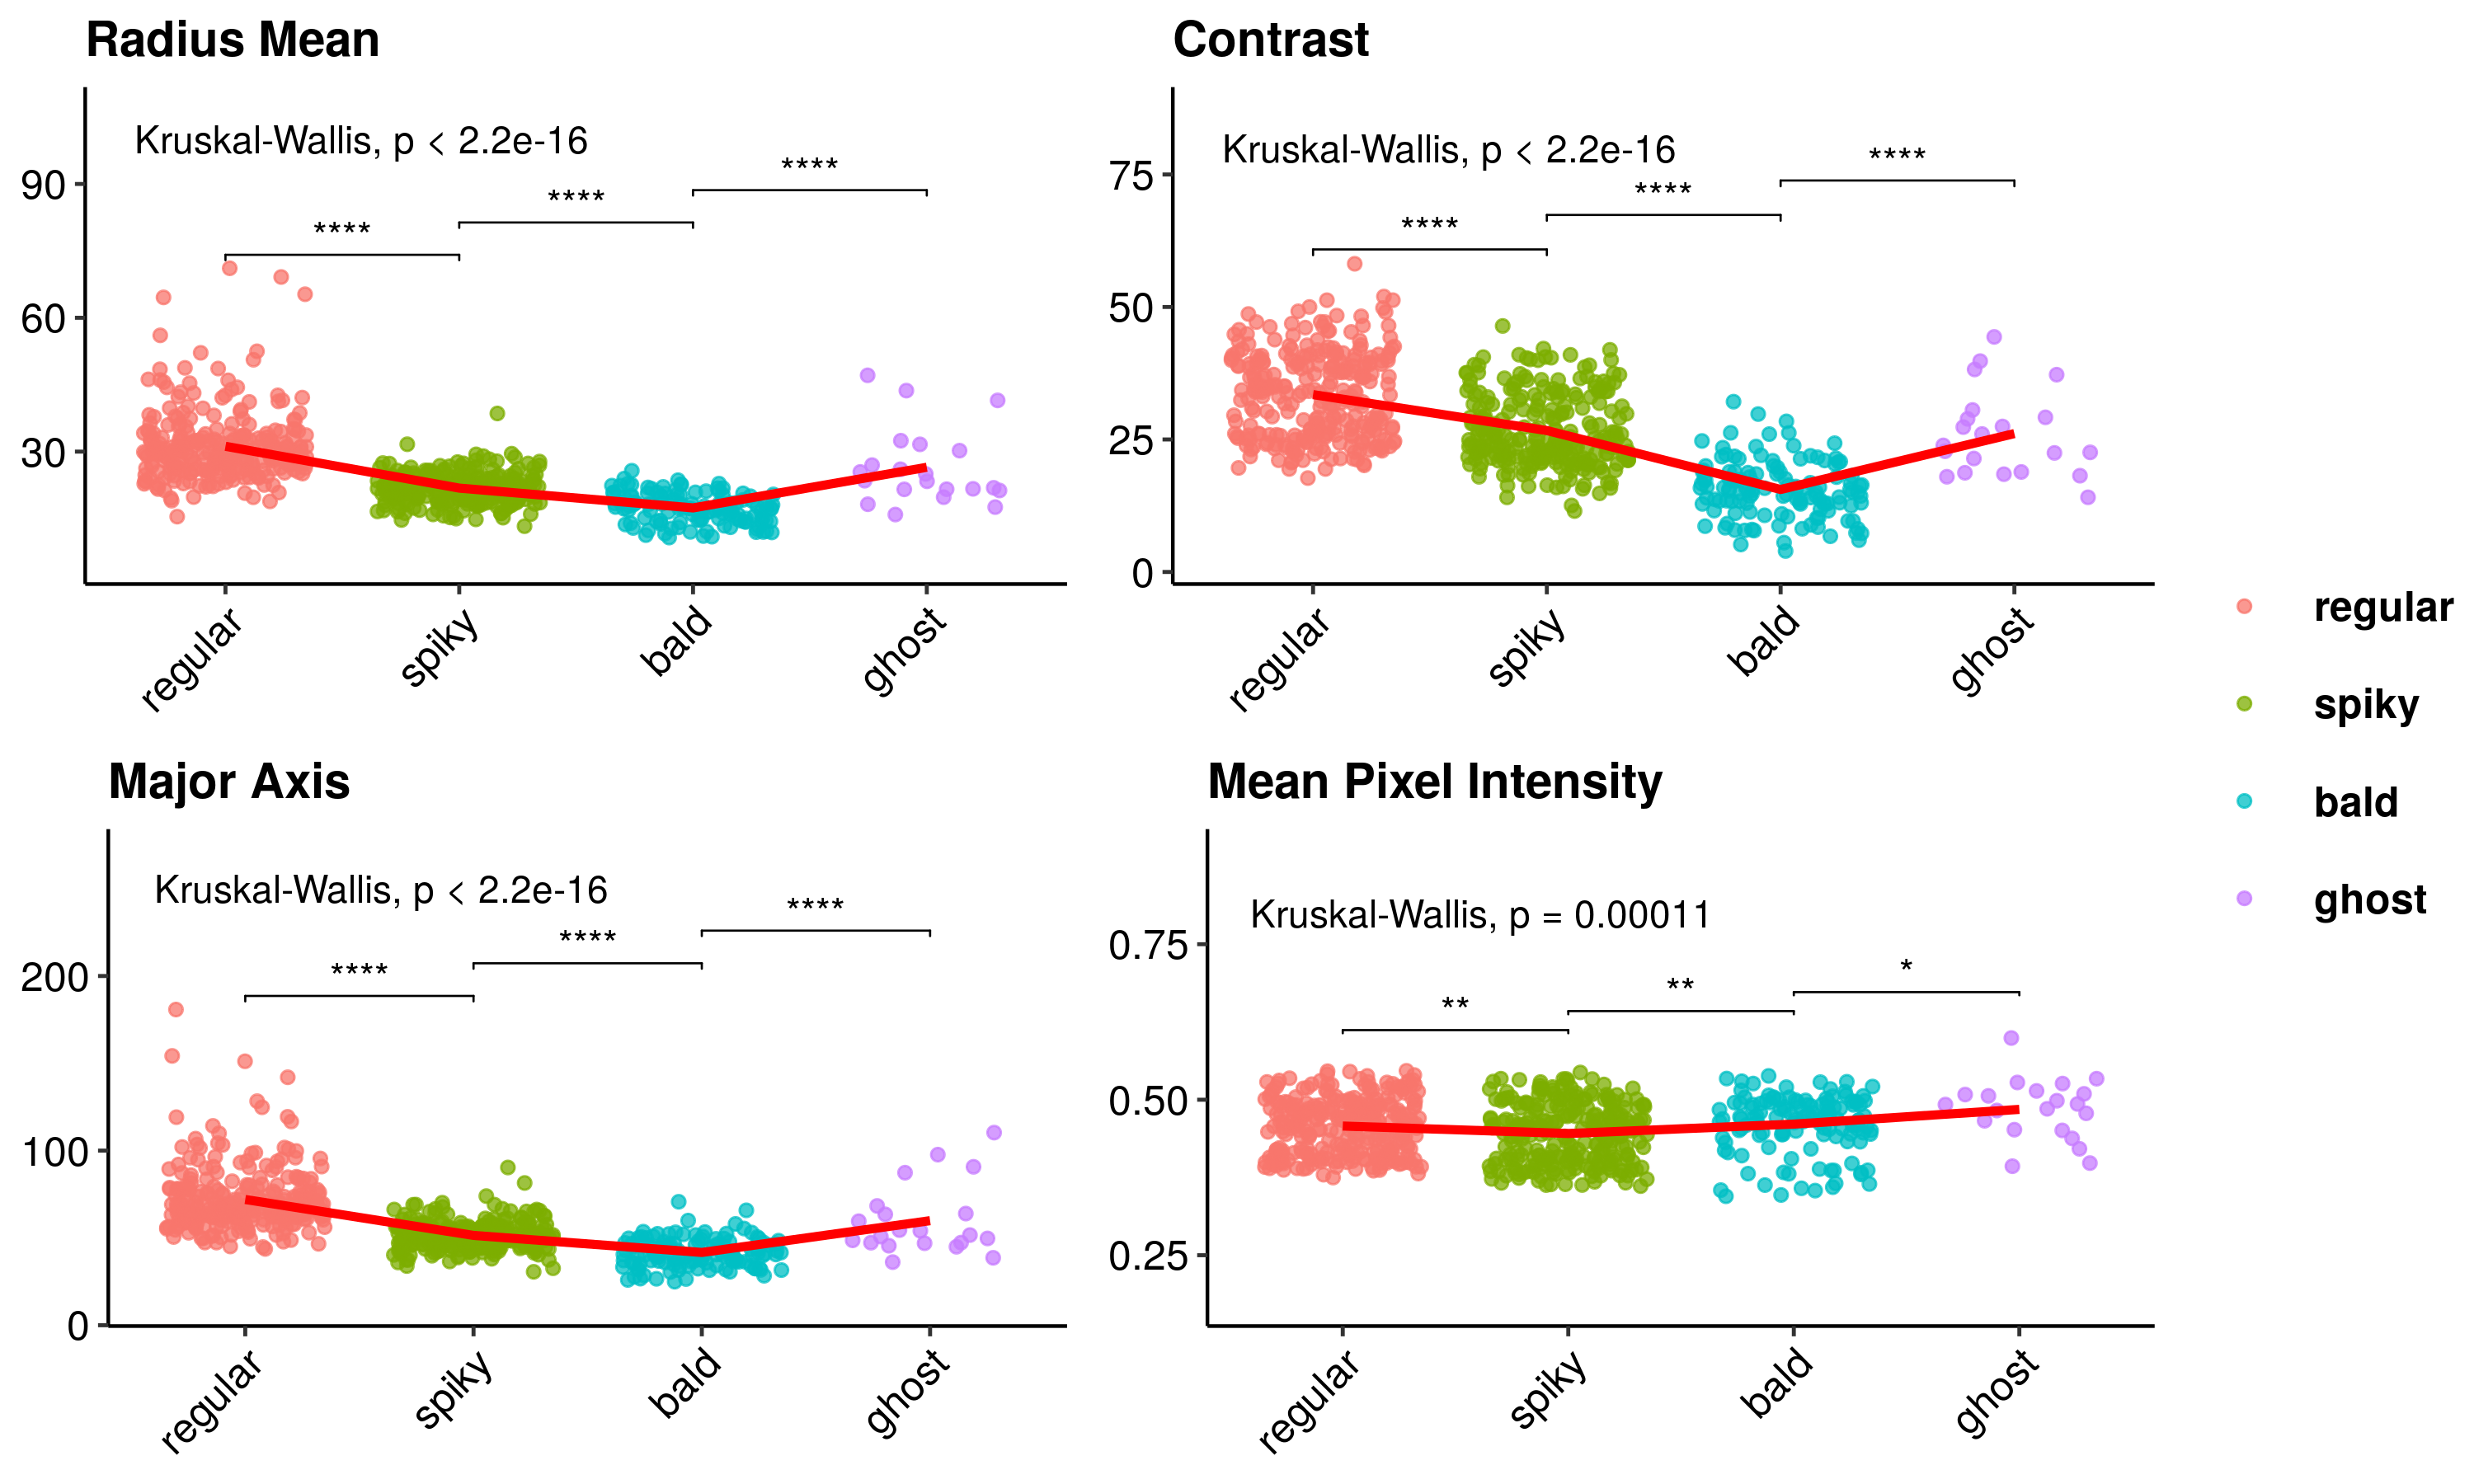 Radius Mean
Kruskal-Wallis, p < 2.2e-16
****
****
****
90
60
30
regular
spiky
bald
ghost
Contrast
Kruskal-Wallis, p < 2.2e-16
****
****
****
75
50
25
0
regular
spiky
bald
ghost
Major Axis
Kruskal-Wallis, p < 2.2e-16
****
****
****
200
100
0
regular
spiky
bald
ghost
Mean Pixel Intensity
Kruskal-Wallis, p = 0.00011
*
**
**
0.75
0.50
0.25
regular
spiky
bald
ghost
regular
spiky
bald
ghost